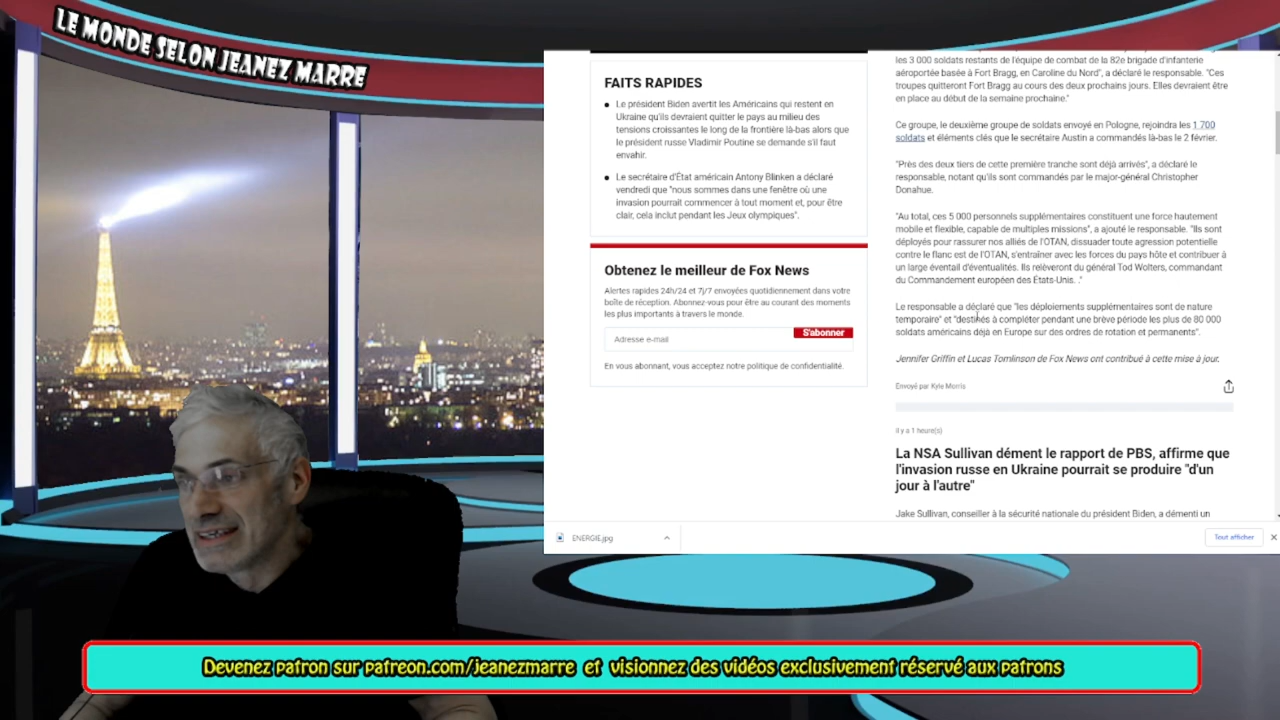 LE MONDE SELON JEANEZ MARRE
FAITS RAPIDES
Le président Biden avertit les Américains qui restent en
Ukraine qu'ils devraient quitter le pays au milieu des
tensions croissantes le long de la frontière là-bas alors que
le président russe Vladimir Poutine se demande s'il faut
envahir.
Le secrétaire d'État américain Antony Blinken a déclaré
vendredi que "nous sommes dans une fenêtre où une
invasion pourrait commencer à tout moment et, pour être
clair, cela inclut pendant les Jeux olympiques".
Obtenez le meilleur de Fox News
Alertes rapides 24h/24 et 7j/7 envoyées quotidiennement dans votre
boîte de réception. Abonnez-vous pour être au courant des moments
les plus importants à travers le monde.
Adresse e-mail
S'abonner
En vous abonnant, vous acceptez notre politique de confidentialité.
les 3 000 soldats restants de l'équipe de combat de la 82e brigade d'infanterie
aéroportée basée à Fort Bragg, en Caroline du Nord", a déclaré le responsable. "Ces
troupes quitteront Fort Bragg au cours des deux prochains jours. Elles devraient être
en place au début de la semaine prochaine."
Ce groupe, le deuxième groupe de soldats envoyé en Pologne, rejoindra les 1 700
soldats et éléments clés que le secrétaire Austin a commandés là-bas le 2 février.
"Près des deux tiers de cette première tranche sont déjà arrivés", a déclaré le
responsable, notant qu'ils sont commandés par le major-général Christopher
Donahue.
"Au total, ces 5 000 personnels supplémentaires constituent une force hautement
mobile et flexible, capable de multiples missions", a ajouté le responsable. "Ils sont
déployés pour rassurer nos alliés de l'OTAN, dissuader toute agression potentielle
contre le flanc est de l'OTAN, s'entraîner avec les forces du pays hôte et contribuer à
un large éventail d'éventualités. Ils relèveront du général Tod Wolters, commandant
du Commandement européen des États-Unis. ."
Le responsable a déclaré que "les déploiements supplémentaires sont de nature
temporaire" et "destinés à compléter pendant une brève période les plus de 80 000
soldats américains déjà en Europe sur des ordres de rotation et permanents".
Jennifer Griffin et Lucas Tomlinson de Fox News ont contribué à cette mise à jour.
Envoyé par Kyle Morris
il y a 1 heure(s)
La NSA Sullivan dément le rapport de PBS, affirme que
l'invasion russe en Ukraine pourrait se produire "d'un
jour à l'autre"
Jake Sullivan, conseiller à la sécurité nationale du président Biden, a démenti un
ENERGIE.jpg
Tout afficher
Devenez patron sur patreon.com/jeanezmarre et visionnez des vidéos exclusivement réservé aux patrons